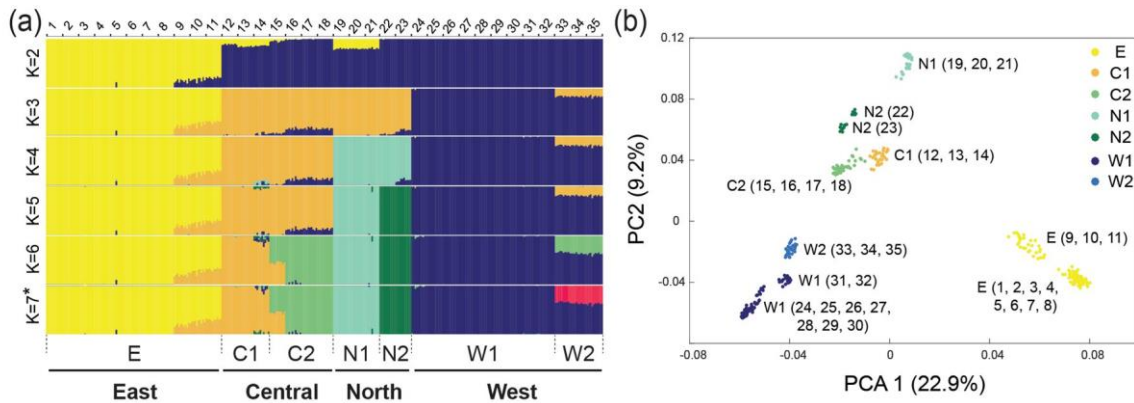 (a)
1 2 3 4 5 6 7 8 9 10 11 12 13 14 15 16 17 18 19 20 21 22 23 24 25 26 27 28 29 30 31 32 33 34 35
K=2
K=3
K=4
K=5
K=6
K=7*
E C1 C2 N1 N2 W1 W2
East Central North West
(b)
PC2 (9.2%)
0.12
0.12
0.04
0
-0.04
-0.08 -0.04 0 0.04 0.08
PCA 1 (22.9%)
N1 (19, 20, 21)
N2 (22)
N2 (23)
C1 (12, 13, 14)
C2 (15, 16, 17, 18)
W2 (33, 34, 35)
W1 (31, 32)
W1 (24, 25, 26, 27,
28, 29, 30)
E (9, 10, 11)
E (1, 2, 3, 4,
5, 6, 7, 8)
E
C1
C2
N1
N2
W1
W2